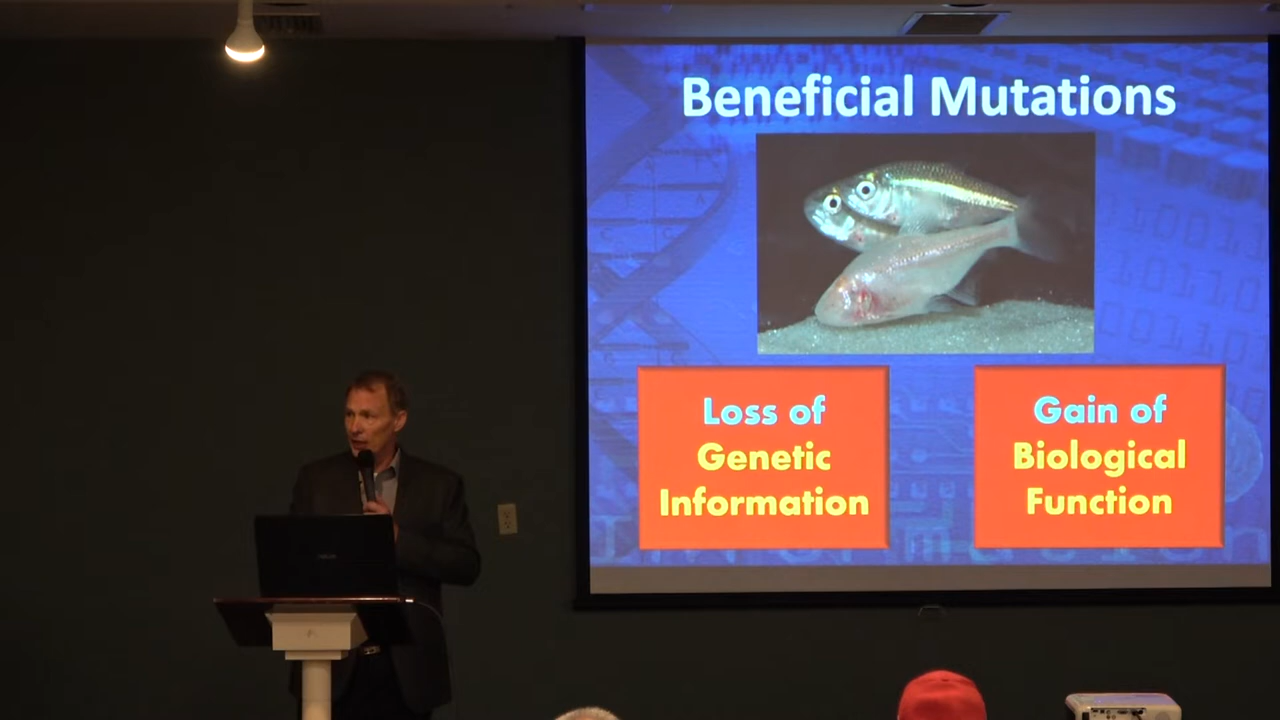 Beneficial Mutations
Loss of
Genetic
Information
Gain of
Biological
Function